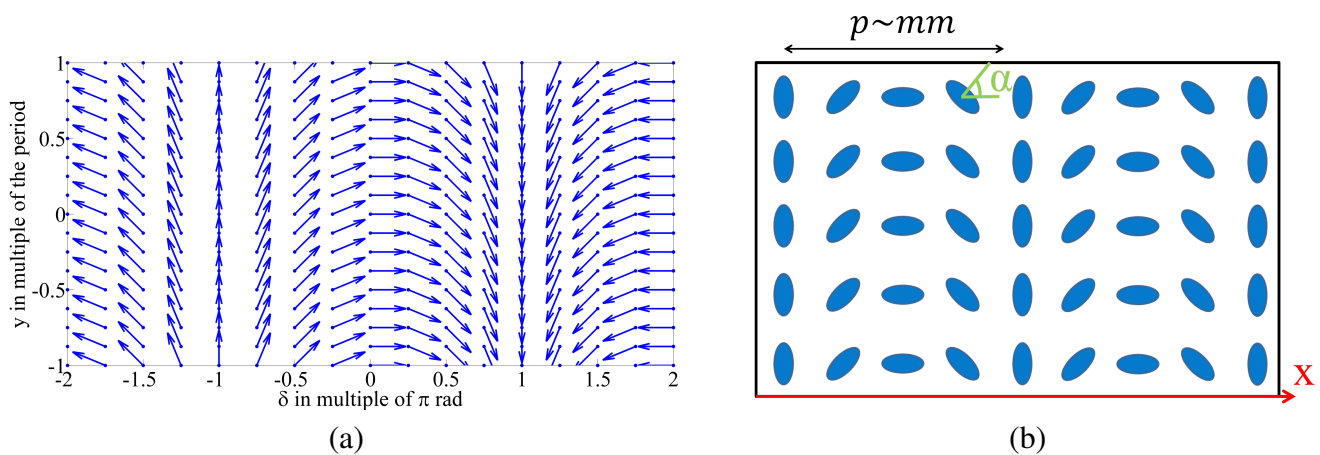 p~mm
α
1
0.5
0
-0.5
-1
y in multiple of the period
-2 -1.5 -1 -0.5 0 0.5 1 1.5 2
δ in multiple of π rad
x
(a) (b)